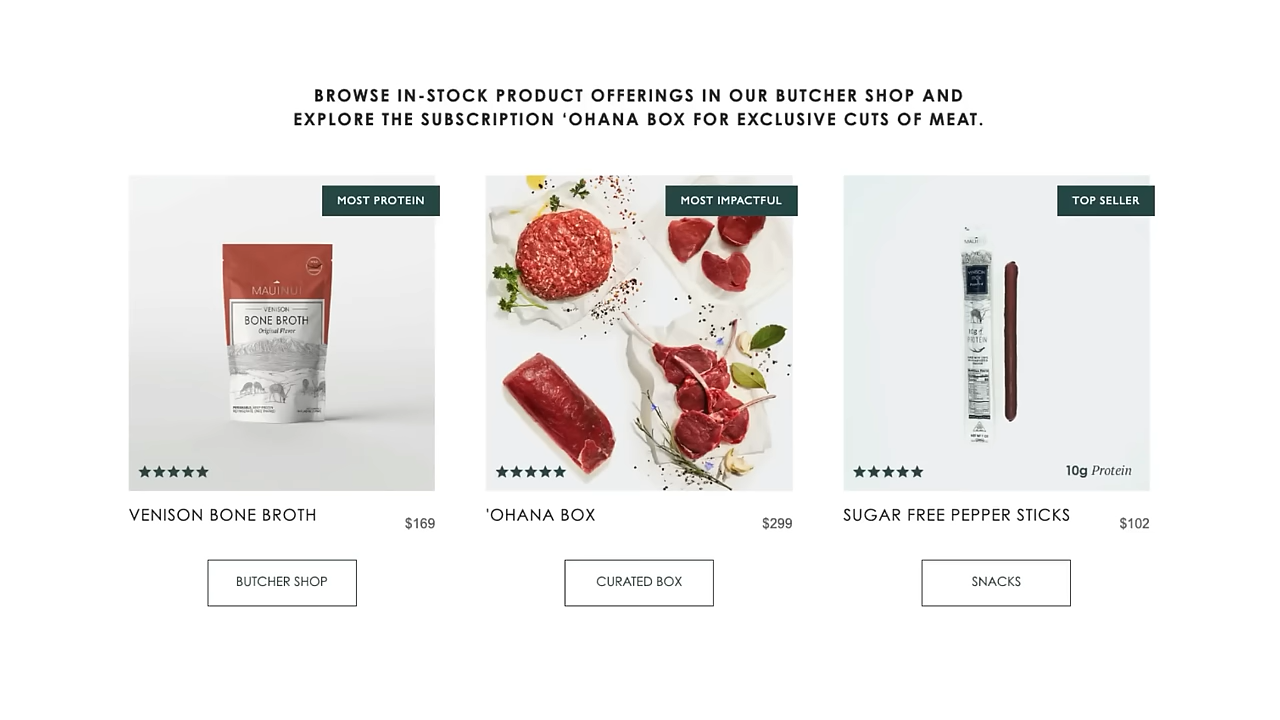 BROWSE IN-STOCK PRODUCT OFFERINGS IN OUR BUTCHER SHOP AND
EXPLORE THE SUBSCRIPTION ‘OHANA BOX FOR EXCLUSIVE CUTS OF MEAT.
MOST PROTEIN
MAUI NUI
VENISON
BONE BROTH
Original Flavor
VENISON BONE BROTH
$169
BUTCHER SHOP
MOST IMPACTFUL
'OHANA BOX
$299
CURATED BOX
TOP SELLER
10g Protein
SUGAR FREE PEPPER STICKS
$102
SNACKS